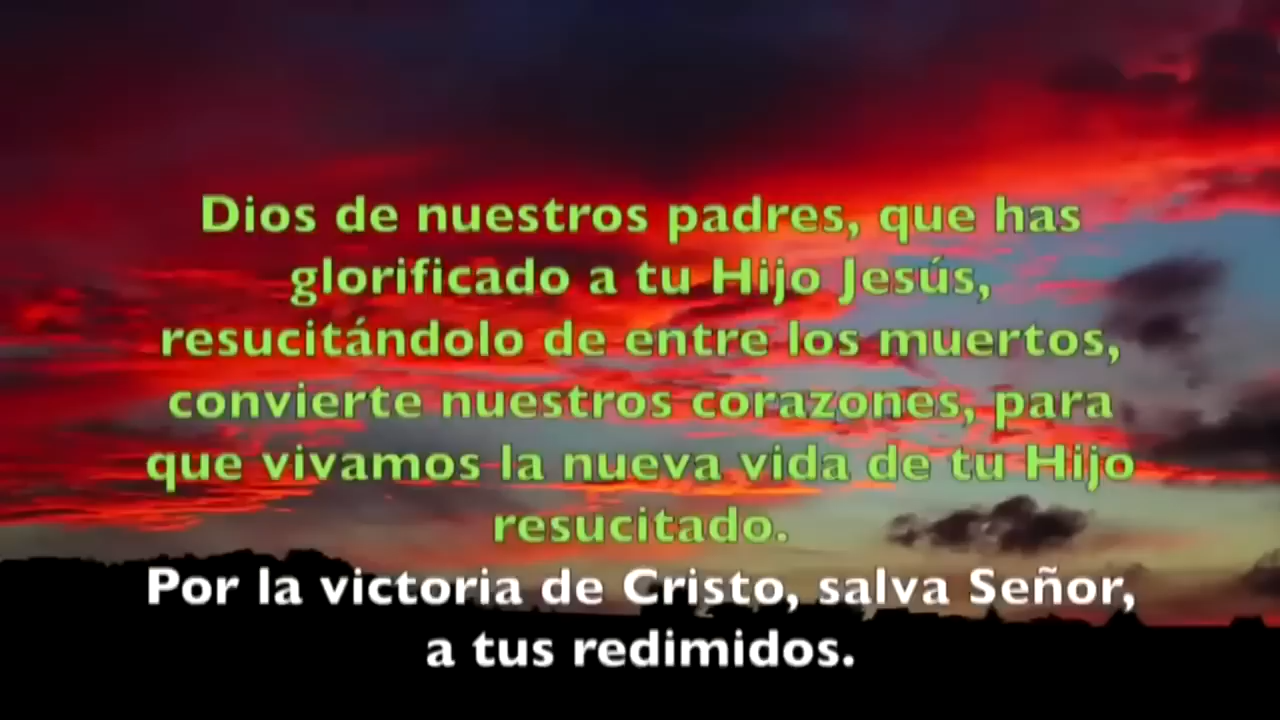 Dios de nuestros padres, que has
glorificado a tu Hijo Jesús,
resucitándolo de entre los muertos,
convierte nuestros corazones, para
que vivamos la nueva vida de tu Hijo
resucitado.
Por la victoria de Cristo, salva Señor,
a tus redimidos.